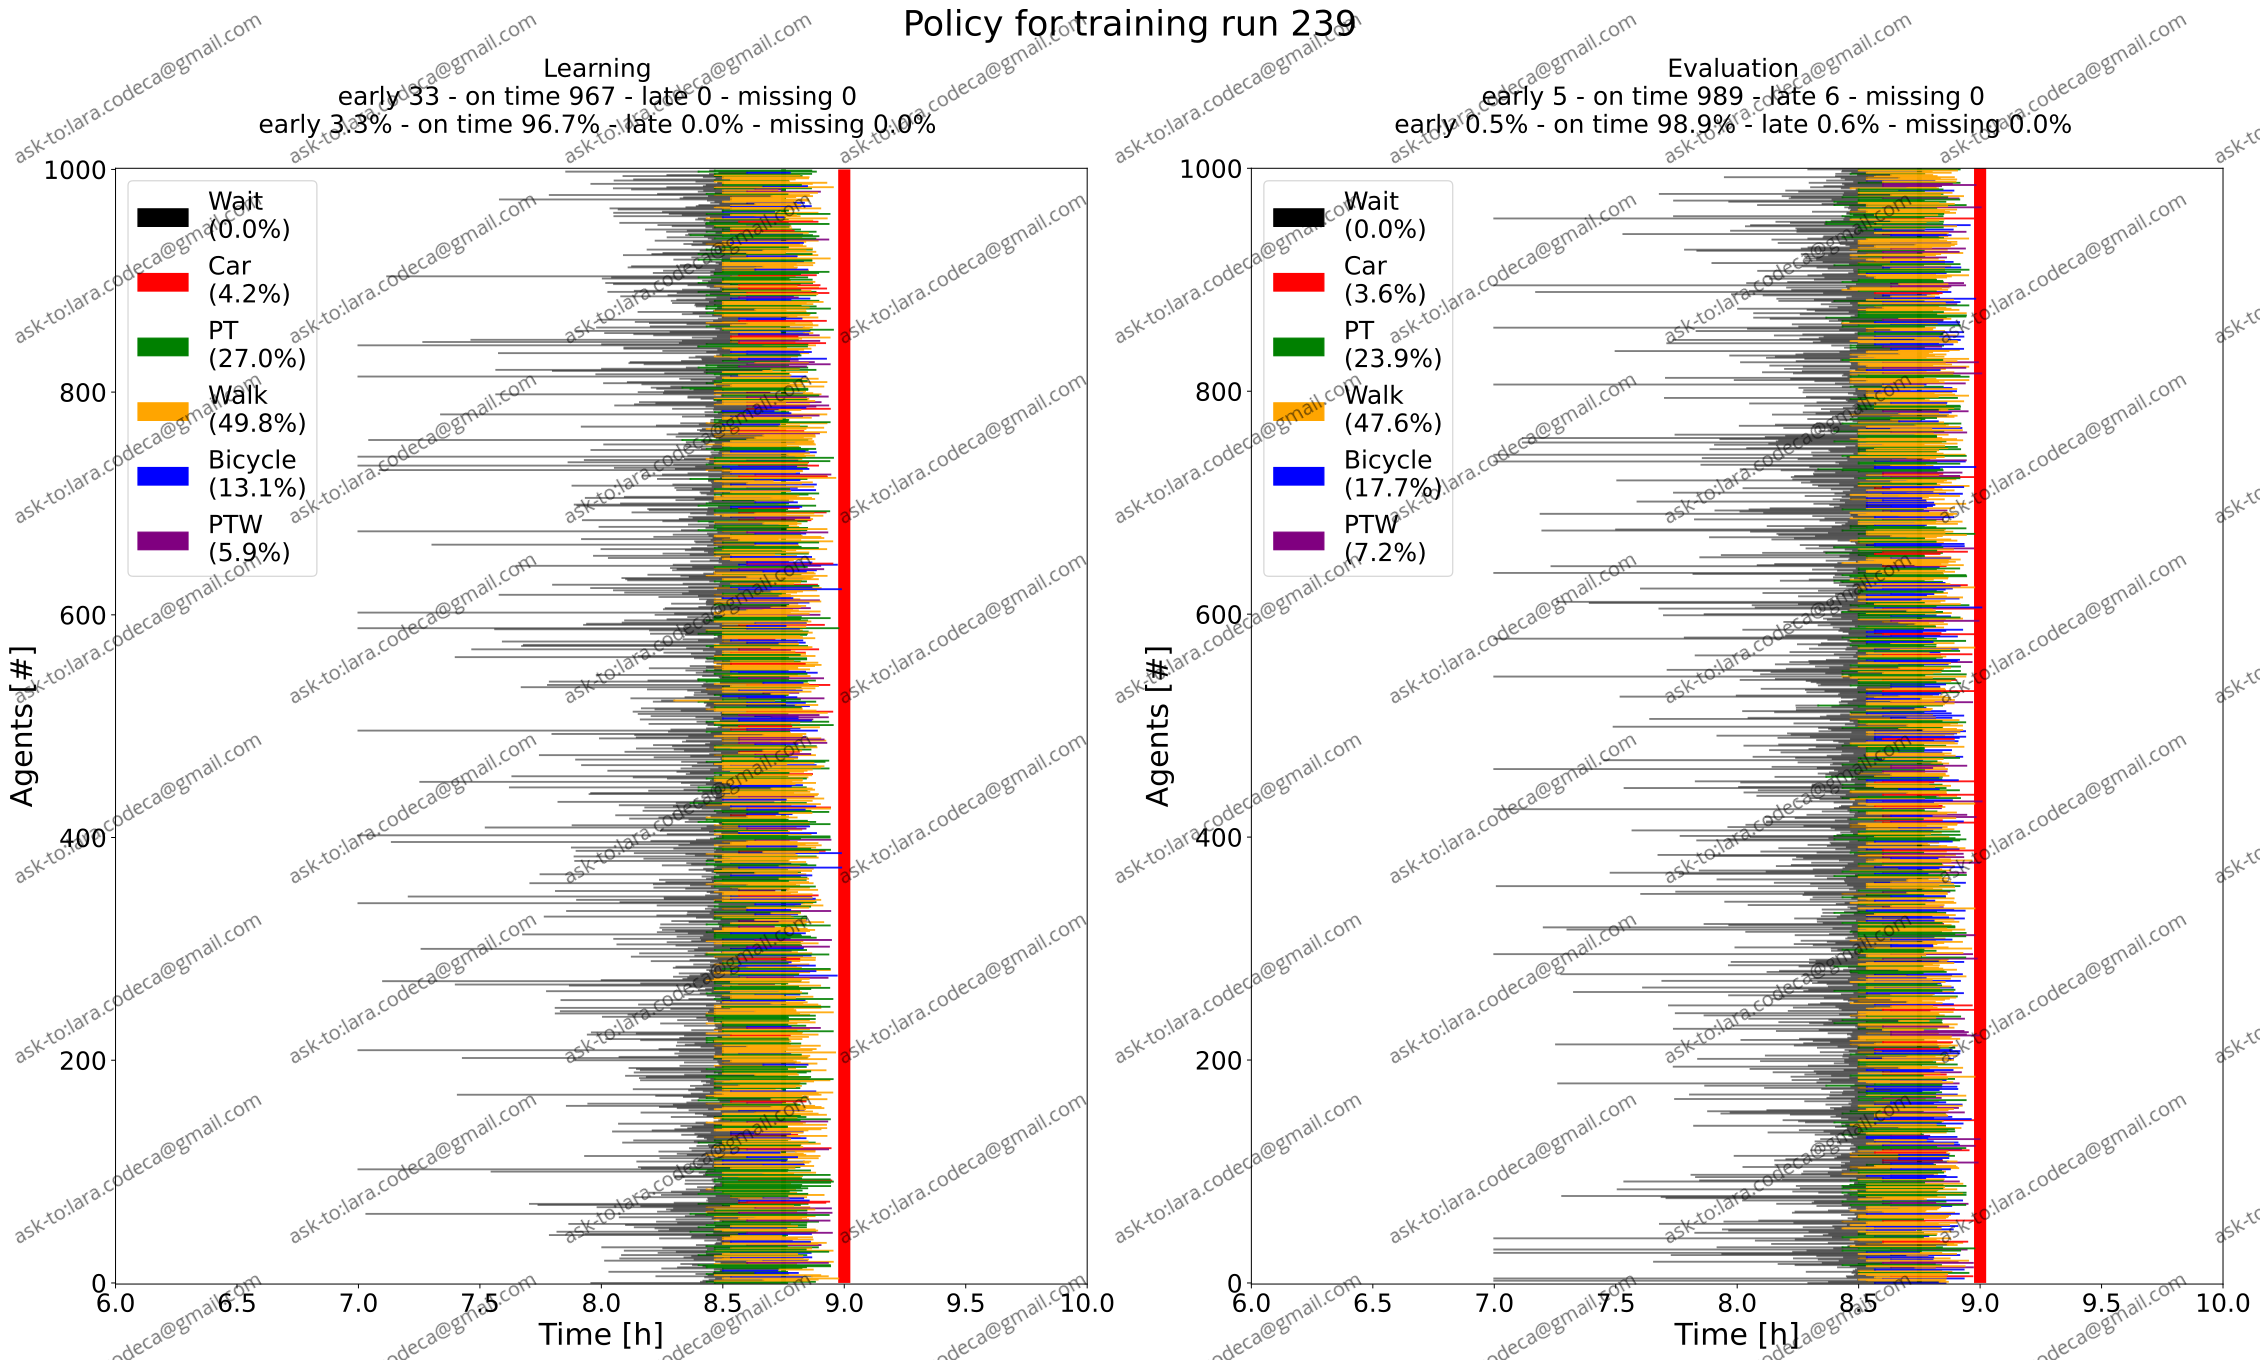 Policy for training run 239
Learning
early 33 - on time 967 - late 0 - missing 0
early 3.3% - on time 96.7% - late 0.0% - missing 0.0%
1000
800
600
400
200
0
Agents [#]
Wait
(0.0%)
Car
(4.2%)
PT
(27.0%)
Walk
(49.8%)
Bicycle
(13.1%)
PTW
(5.9%)
6.0 6.5 7.0 7.5 8.0 8.5 9.0 9.5 10.0
Time [h]
Evaluation
early 5 - on time 989 - late 6 - missing 0
early 0.5% - on time 98.9% - late 0.6% - missing 0.0%
1000
800
600
400
200
0
Agents [#]
Wait
(0.0%)
Car
(3.6%)
PT
(23.9%)
Walk
(47.6%)
Bicycle
(17.7%)
PTW
(7.2%)
6.0 6.5 7.0 7.5 8.0 8.5 9.0 9.5 10.0
Time [h]
ask-to:lara.codeca@gmail.com